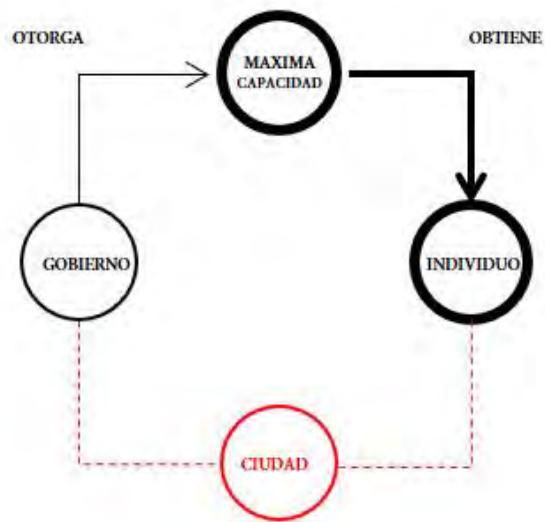 OTORGA
OBTIENE
MAXIMA
CAPACIDAD
GOBIERNO
INDIVIDUO
CIUDAD